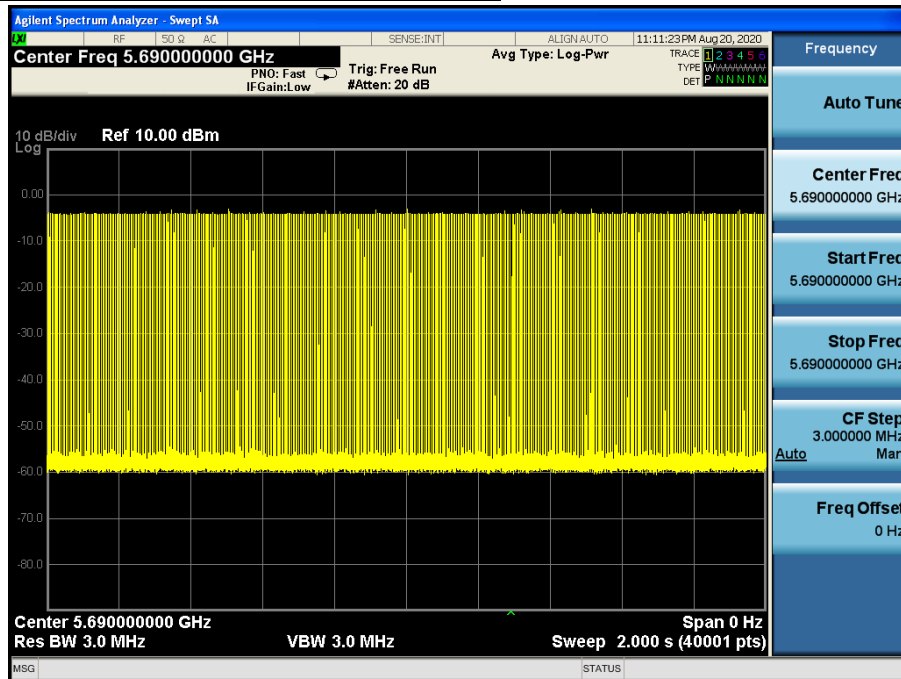 Agilent Spectrum Analyzer - Swept SA
LXI RF 50 Ω AC SENSE:INT ALIGN AUTO 11:11:23 PM Aug 20, 2020
Center Freq 5.690000000 GHz
PNO: Fast
IFGain:Low
Trig: Free Run
#Atten: 20 dB
Avg Type: Log-Pwr
TRACE 1 2 3 4 5 6
TYPE WWWWWW
DET P N N N N N
10 dB/div
Log
Ref 10.00 dBm
0.00
-10.0
-20.0
-30.0
-40.0
-50.0
-60.0
-70.0
-80.0
Center 5.690000000 GHz
Span 0 Hz
Res BW 3.0 MHz
VBW 3.0 MHz
Sweep 2.000 s (40001 pts)
MSG
STATUS
Frequency
Auto Tune
Center Freq
5.690000000 GHz
Start Freq
5.690000000 GHz
Stop Freq
5.690000000 GHz
CF Step
3.000000 MHz
Auto Man
Freq Offset
0 Hz